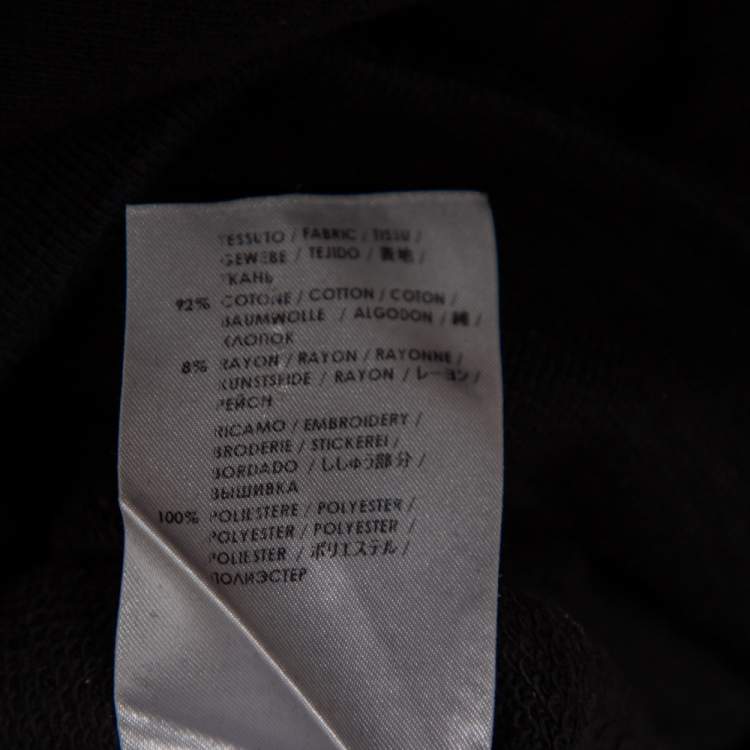 TESSUTO / FABRIC / TISSU /
GEWEBE / TEJIDO / 表地 /
ТКАНЬ
92% COTONE / COTTON / COTON /
BAUMWOLLE / ALGODON / 綿 /
ХЛОПОК
8% RAYON / RAYON / RAYONNE /
KUNSTSEIDE / RAYON / レーヨン /
РЕЙОН
RICAMO / EMBROIDERY /
BRODERIE / STICKEREI /
BORDADO / ししゅう部分 /
ВЫШИВКА
100% POLIESTERE / POLYESTER /
POLYESTER / POLYESTER /
POLIESTER / ポリエステル /
ПОЛИЭСТЕР